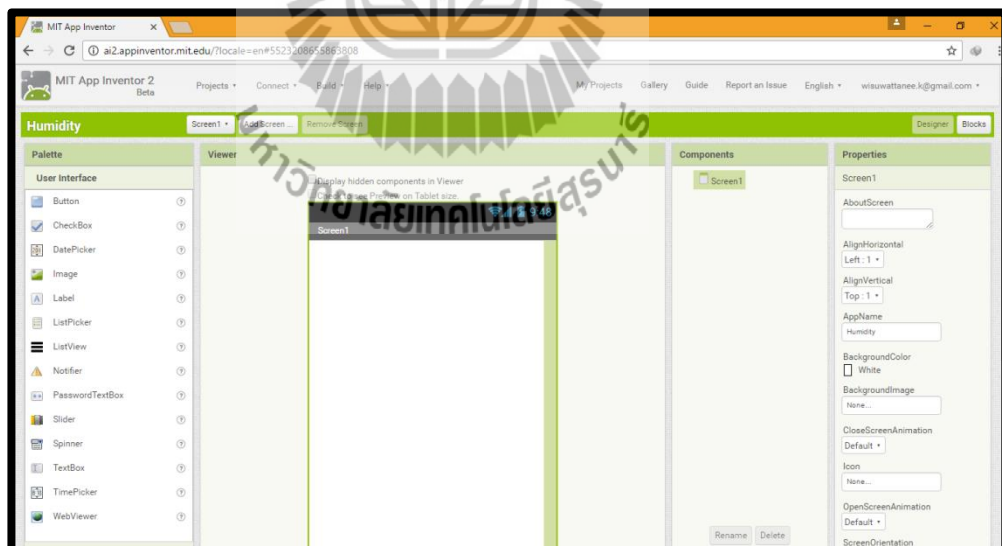 MIT App Inventor
ai2.appinventor.mit.edu/?locale=en#5523208655863808
MIT App Inventor 2
Beta
Projects
Connect
Build
Help
My Projects
Gallery
Guide
Report an Issue
English
wisuwattanee.k@gmail.com
Humidity
Screen1
Add Screen ...
Remove Screen
Designer
Blocks
Palette
User Interface
Button
CheckBox
DatePicker
Image
Label
ListPicker
ListView
Notifier
PasswordTextBox
Slider
Spinner
TextBox
TimePicker
WebViewer
Viewer
Display hidden components in Viewer
Check to see Preview on Tablet size.
9:48
Screen1
มหาวิทยาลัยเทคโนโลยีสุรนารี
Components
Screen1
Rename
Delete
Properties
Screen1
AboutScreen
AlignHorizontal
Left : 1
AlignVertical
Top : 1
AppName
Humidity
BackgroundColor
White
BackgroundImage
None...
CloseScreenAnimation
Default
Icon
None...
OpenScreenAnimation
Default
ScreenOrientation